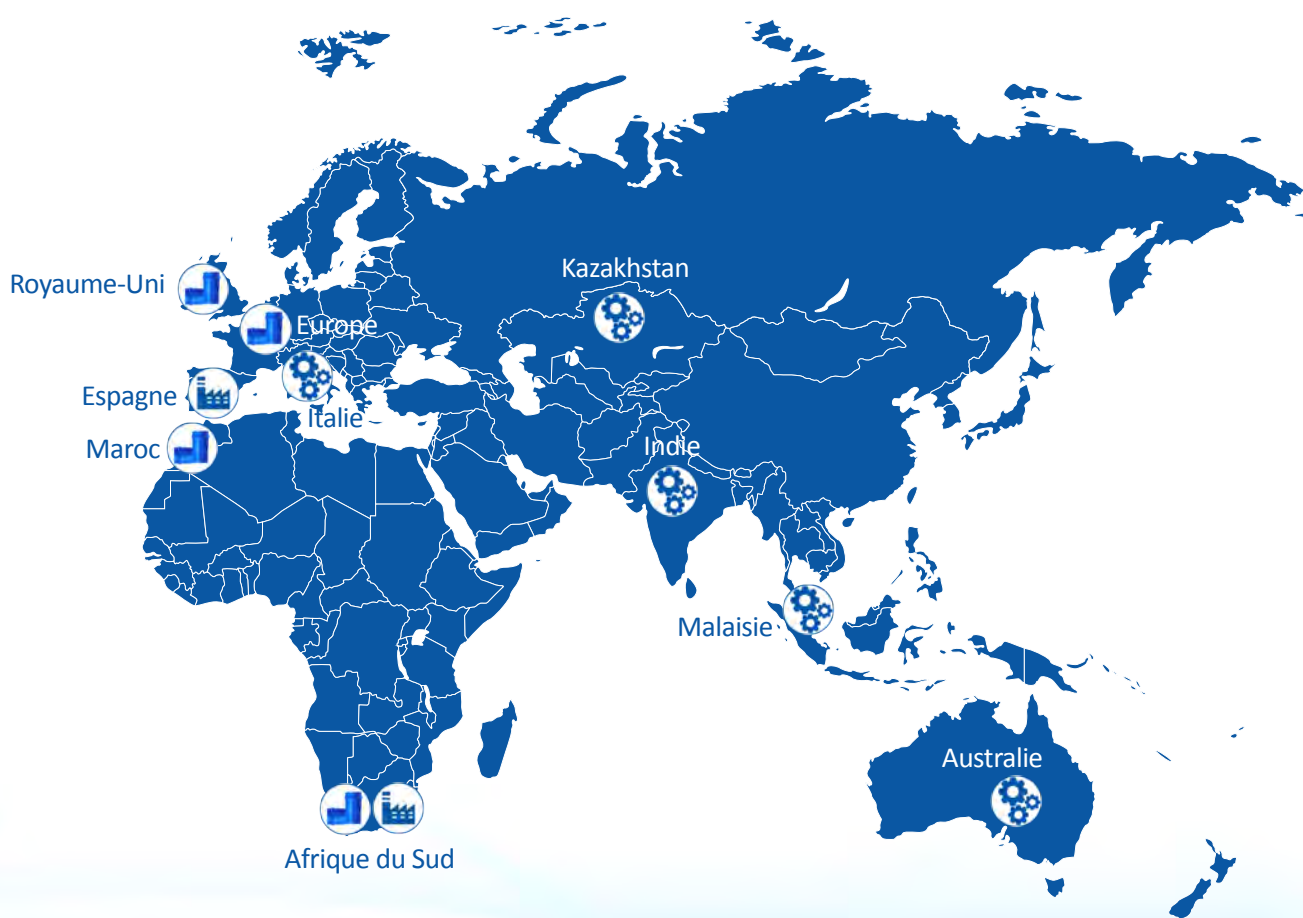 Kazakhstan
Royaume-Uni
Europe
Espagne
Italie
Maroc
Indie
Malaisie
Australie
Afrique du Sud